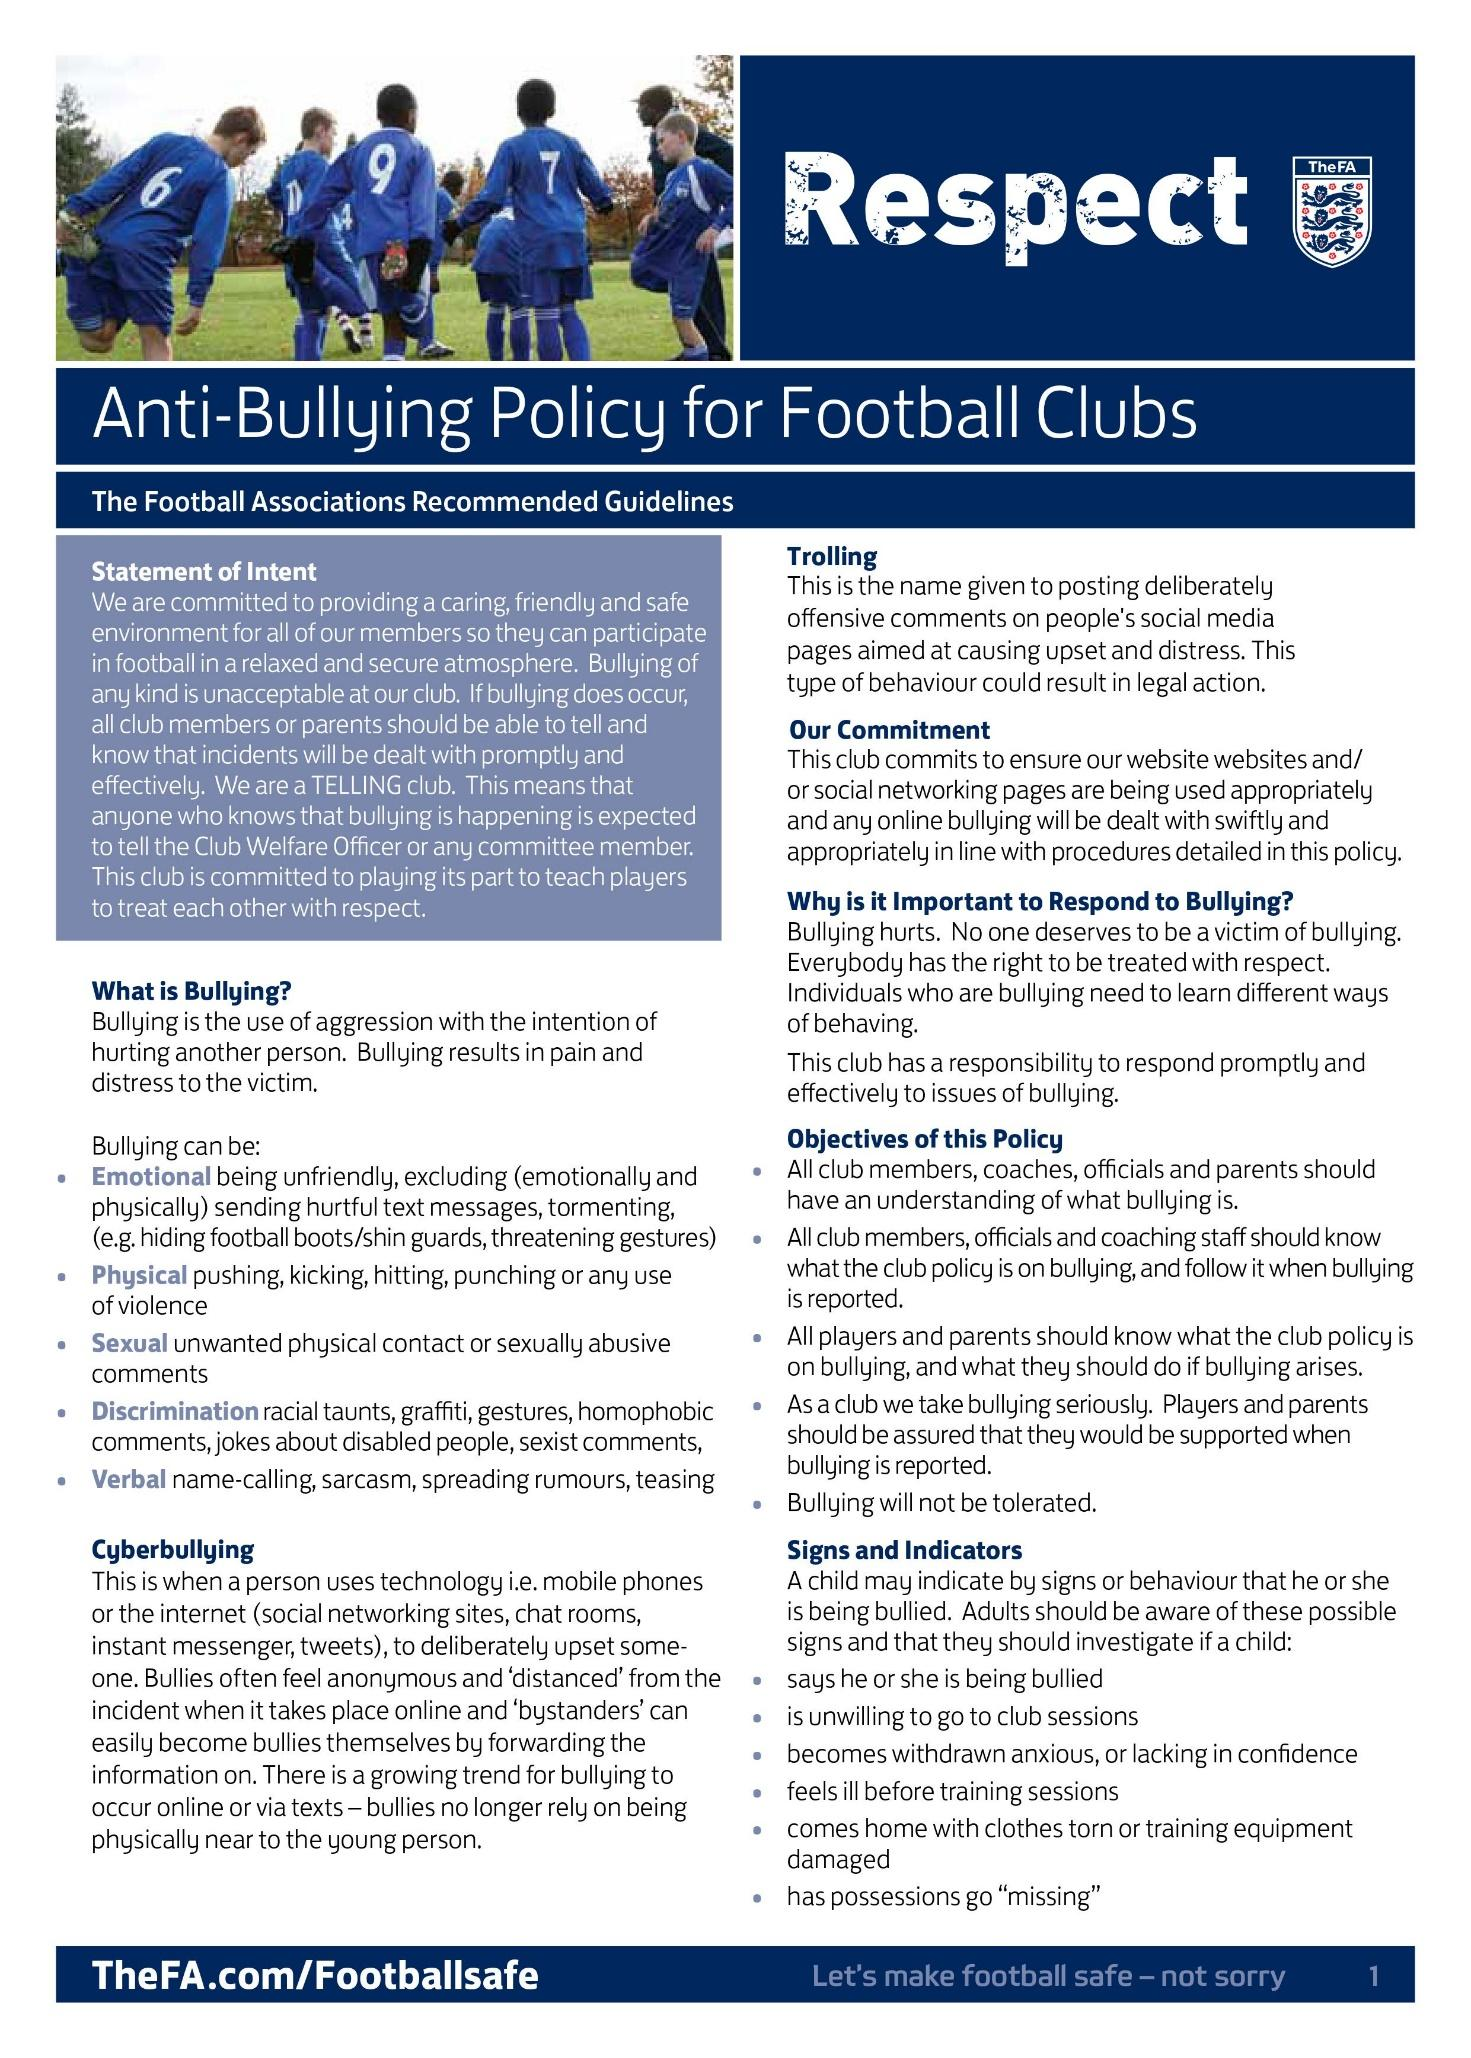 6
11
4
9
7
Respect
TheFA
Anti-Bullying Policy for Football Clubs
The Football Associations Recommended Guidelines
Statement of Intent
We are committed to providing a caring, friendly and safe
environment for all of our members so they can participate
in football in a relaxed and secure atmosphere.  Bullying of
any kind is unacceptable at our club.  If bullying does occur,
all club members or parents should be able to tell and
know that incidents will be dealt with promptly and
effectively.  We are a TELLING club.  This means that
anyone who knows that bullying is happening is expected
to tell the Club Welfare Officer or any committee member.
This club is committed to playing its part to teach players
to treat each other with respect.
What is Bullying?
Bullying is the use of aggression with the intention of
hurting another person.  Bullying results in pain and
distress to the victim.
Bullying can be:
• Emotional being unfriendly, excluding (emotionally and
physically) sending hurtful text messages, tormenting,
(e.g. hiding football boots/shin guards, threatening gestures)
• Physical pushing, kicking, hitting, punching or any use
of violence
• Sexual unwanted physical contact or sexually abusive
comments
• Discrimination racial taunts, graffiti, gestures, homophobic
comments, jokes about disabled people, sexist comments,
• Verbal name-calling, sarcasm, spreading rumours, teasing
Cyberbullying
This is when a person uses technology i.e. mobile phones
or the internet (social networking sites, chat rooms,
instant messenger, tweets), to deliberately upset some-
one. Bullies often feel anonymous and ‘distanced’ from the
incident when it takes place online and ‘bystanders’ can
easily become bullies themselves by forwarding the
information on. There is a growing trend for bullying to
occur online or via texts – bullies no longer rely on being
physically near to the young person.
Trolling
This is the name given to posting deliberately
offensive comments on people's social media
pages aimed at causing upset and distress. This
type of behaviour could result in legal action.
Our Commitment
This club commits to ensure our website websites and/
or social networking pages are being used appropriately
and any online bullying will be dealt with swiftly and
appropriately in line with procedures detailed in this policy.
Why is it Important to Respond to Bullying?
Bullying hurts.  No one deserves to be a victim of bullying.
Everybody has the right to be treated with respect.
Individuals who are bullying need to learn different ways
of behaving.
This club has a responsibility to respond promptly and
effectively to issues of bullying.
Objectives of this Policy
• All club members, coaches, officials and parents should
have an understanding of what bullying is.
• All club members, officials and coaching staff should know
what the club policy is on bullying, and follow it when bullying
is reported.
• All players and parents should know what the club policy is
on bullying, and what they should do if bullying arises.
• As a club we take bullying seriously.  Players and parents
should be assured that they would be supported when
bullying is reported.
• Bullying will not be tolerated.
Signs and Indicators
A child may indicate by signs or behaviour that he or she
is being bullied.  Adults should be aware of these possible
signs and that they should investigate if a child:
• says he or she is being bullied
• is unwilling to go to club sessions
• becomes withdrawn anxious, or lacking in confidence
• feels ill before training sessions
• comes home with clothes torn or training equipment
damaged
• has possessions go “missing”
TheFA.com/Footballsafe
Let’s make football safe – not sorry
1